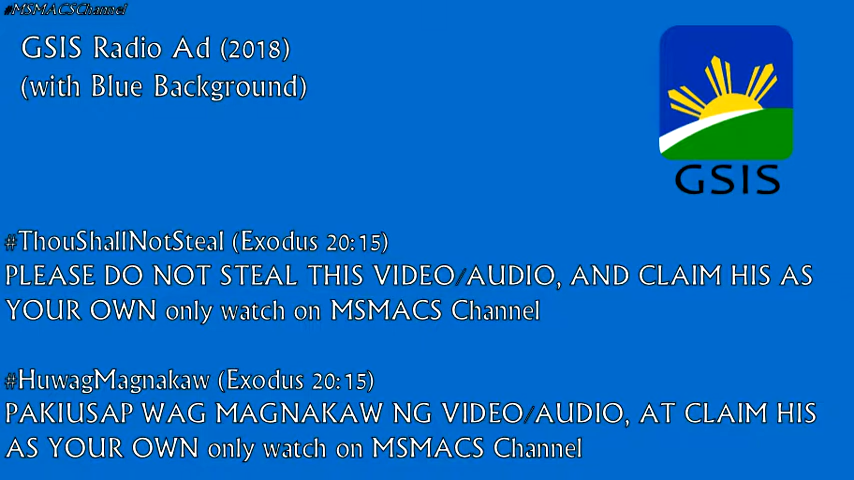 #MSMACSChannel
GSIS Radio Ad (2018)
(with Blue Background)
GSIS
#ThouShallNotSteal (Exodus 20:15)
PLEASE DO NOT STEAL THIS VIDEO/AUDIO, AND CLAIM HIS AS
YOUR OWN only watch on MSMACS Channel
#HuwagMagnakaw (Exodus 20:15)
PAKIUSAP WAG MAGNAKAW NG VIDEO/AUDIO, AT CLAIM HIS
AS YOUR OWN only watch on MSMACS Channel